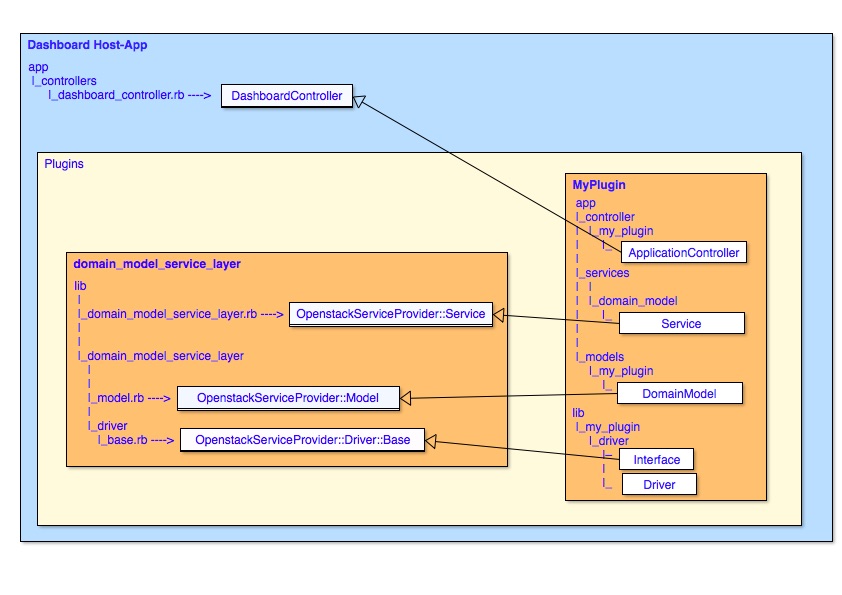 Dashboard Host-App
app
l_controllers
l_dashboard_controller.rb ----> DashboardController
Plugins
domain_model_service_layer
lib
l
l_domain_model_service_layer.rb ----> OpenstackServiceProvider::Service
l
l
l_domain_model_service_layer
l
l
l_model.rb ----> OpenstackServiceProvider::Model
l
l_driver
l_base.rb ----> OpenstackServiceProvider::Driver::Base
MyPlugin
app
l_controller
l l_my_plugin
l l_ ApplicationController
l
l_services
l l
l l_domain_model
l l_ Service
l
l
l_models
l_my_plugin
l_ DomainModel
lib
l_my_plugin
l_driver
l_ Interface
l
l_ Driver